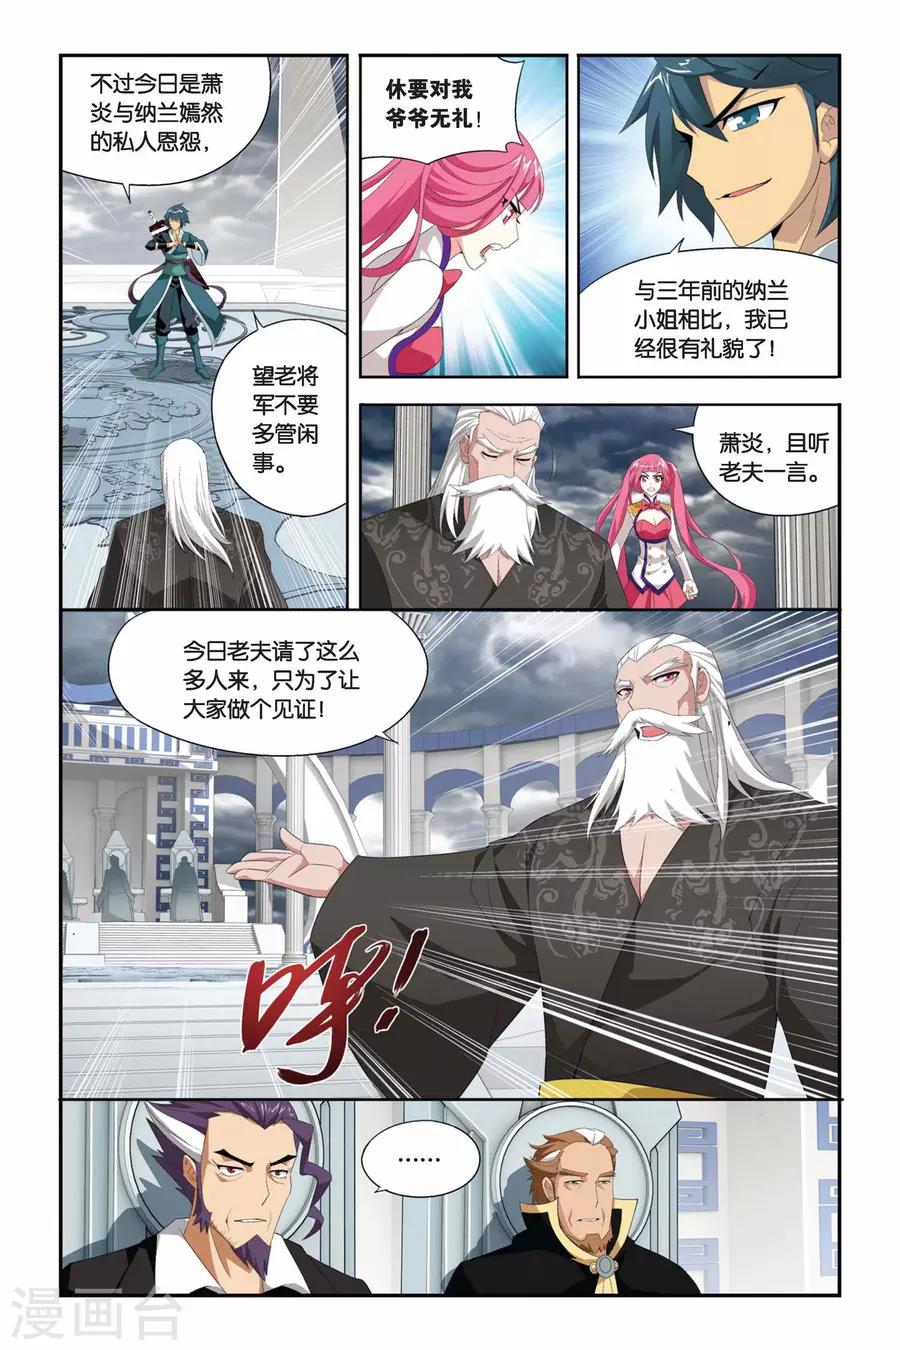 不过今日是萧
炎与纳兰嫣然
的私人恩怨，
望老将
军不要
多管闲
事。
休要对我
爷爷无礼！
与三年前的纳兰
小姐相比，我已
经很有礼貌了！
萧炎，且听
老夫一言。
今日老夫请了这么
多人来，只为了让
大家做个见证！
呼！
……
漫画台